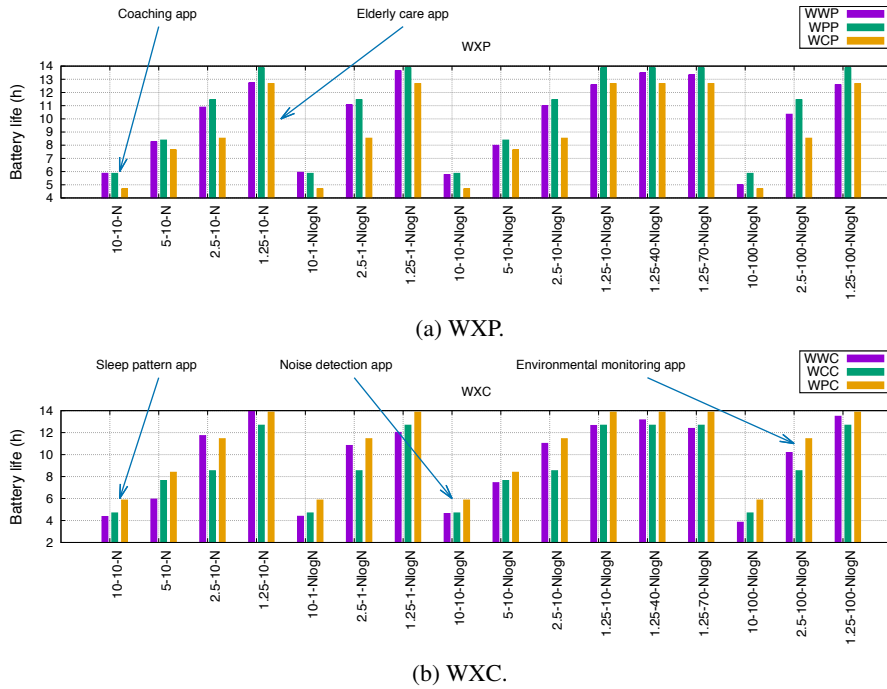 Coaching app
Elderly care app
WXP
WWP
WPP
WCP
Battery life (h)
14
13
12
11
10
9
8
7
6
5
4
10-10-N
5-10-N
2.5-10-N
1.25-10-N
10-1-NlogN
2.5-1-NlogN
1.25-1-NlogN
10-10-NlogN
5-10-NlogN
2.5-10-NlogN
1.25-10-NlogN
1.25-40-NlogN
1.25-70-NlogN
10-100-NlogN
2.5-100-NlogN
1.25-100-NlogN
(a) WXP.
Sleep pattern app
Noise detection app
Environmental monitoring app
WXC
WWC
WCC
WPC
Battery life (h)
14
12
10
8
6
4
2
10-10-N
5-10-N
2.5-10-N
1.25-10-N
10-1-NlogN
2.5-1-NlogN
1.25-1-NlogN
10-10-NlogN
5-10-NlogN
2.5-10-NlogN
1.25-10-NlogN
1.25-40-NlogN
1.25-70-NlogN
10-100-NlogN
2.5-100-NlogN
1.25-100-NlogN
(b) WXC.